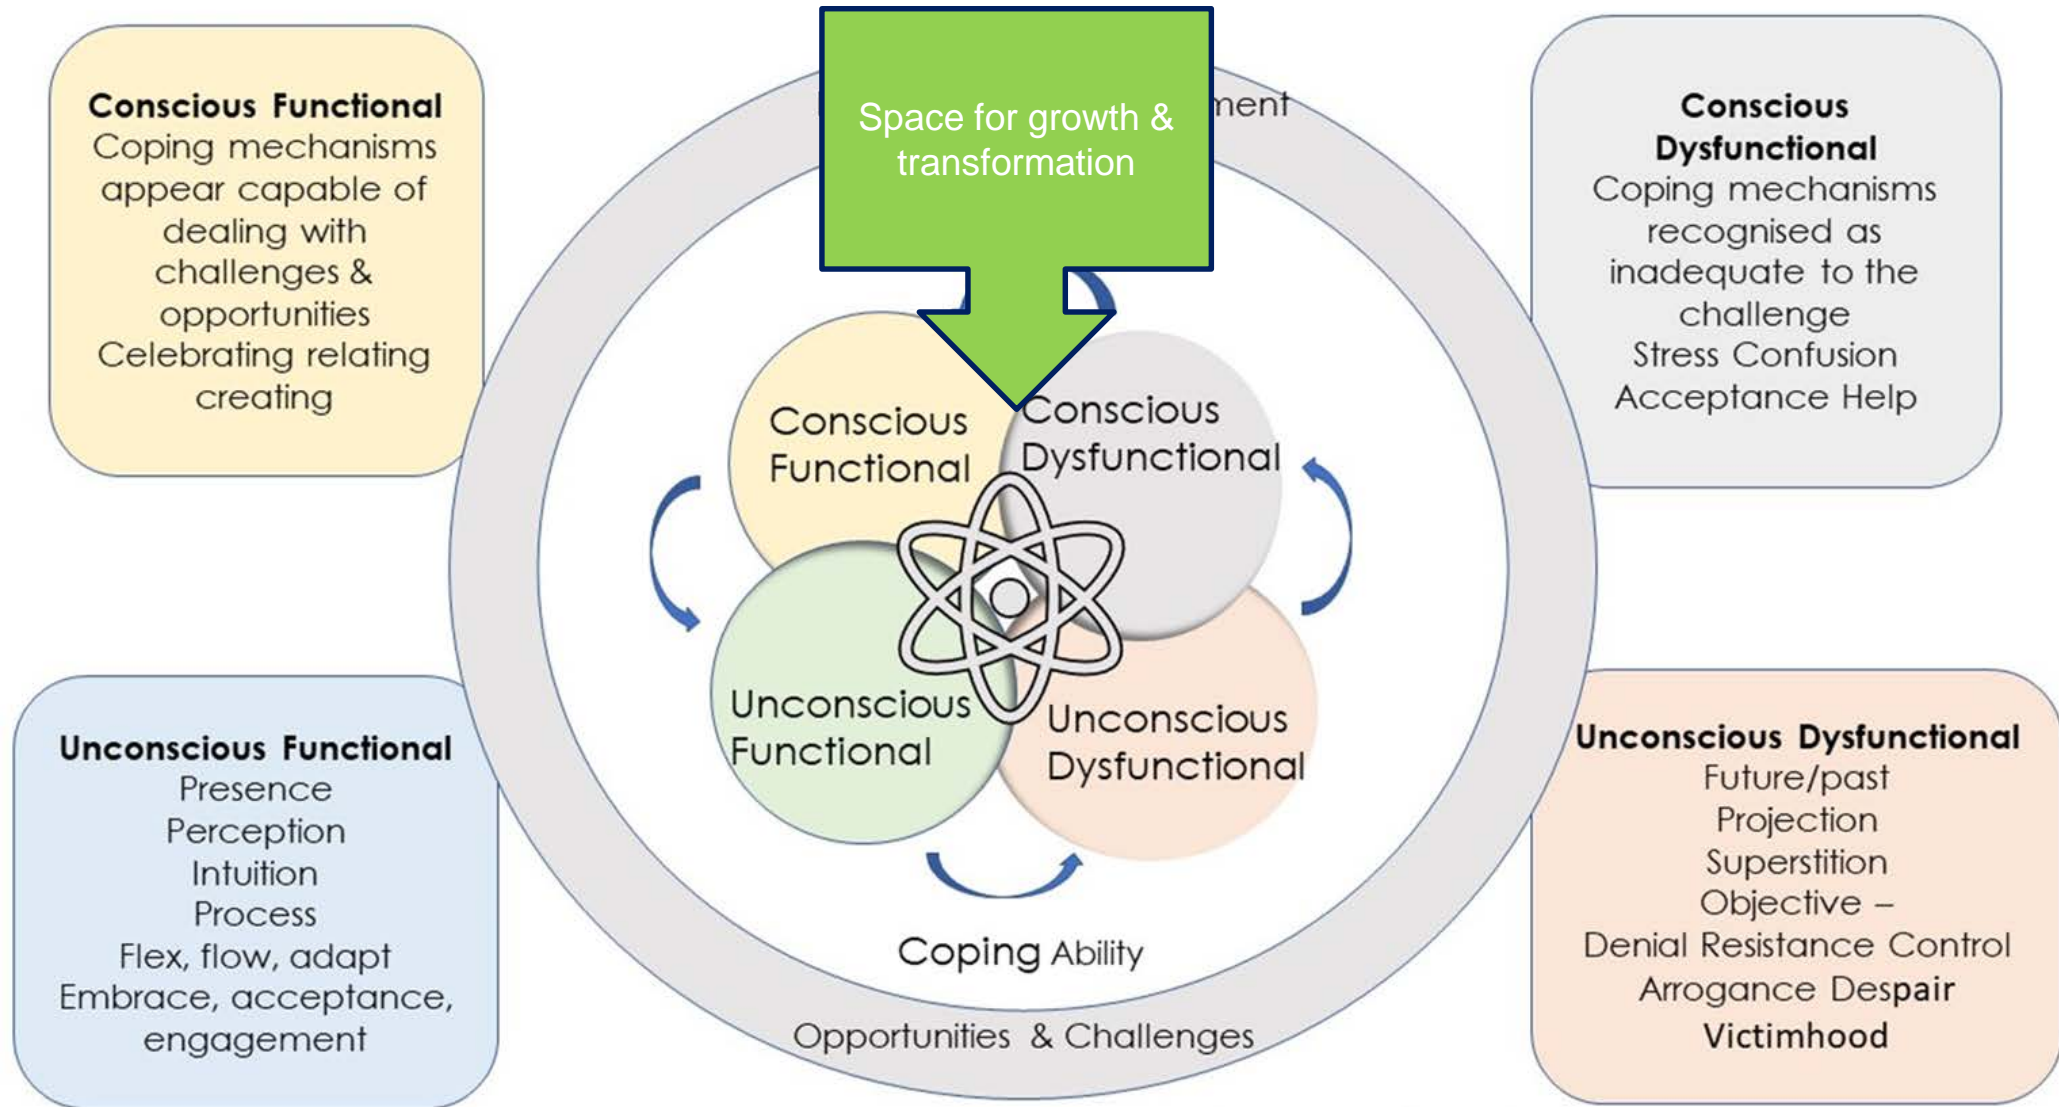 Conscious Functional
Coping mechanisms
appear capable of
dealing with
challenges &
opportunities
Celebrating relating
creating
Space for growth &
transformation
Conscious
Dysfunctional
Coping mechanisms
recognised as
inadequate to the
challenge
Stress Confusion
Acceptance Help
Conscious
Functional
Conscious
Dysfunctional
Unconscious
Functional
Unconscious
Dysfunctional
Coping Ability
Opportunities & Challenges
Unconscious Functional
Presence
Perception
Intuition
Process
Flex, flow, adapt
Embrace, acceptance,
engagement
Unconscious Dysfunctional
Future/past
Projection
Superstition
Objective –
Denial Resistance Control
Arrogance Despair
Victimhood